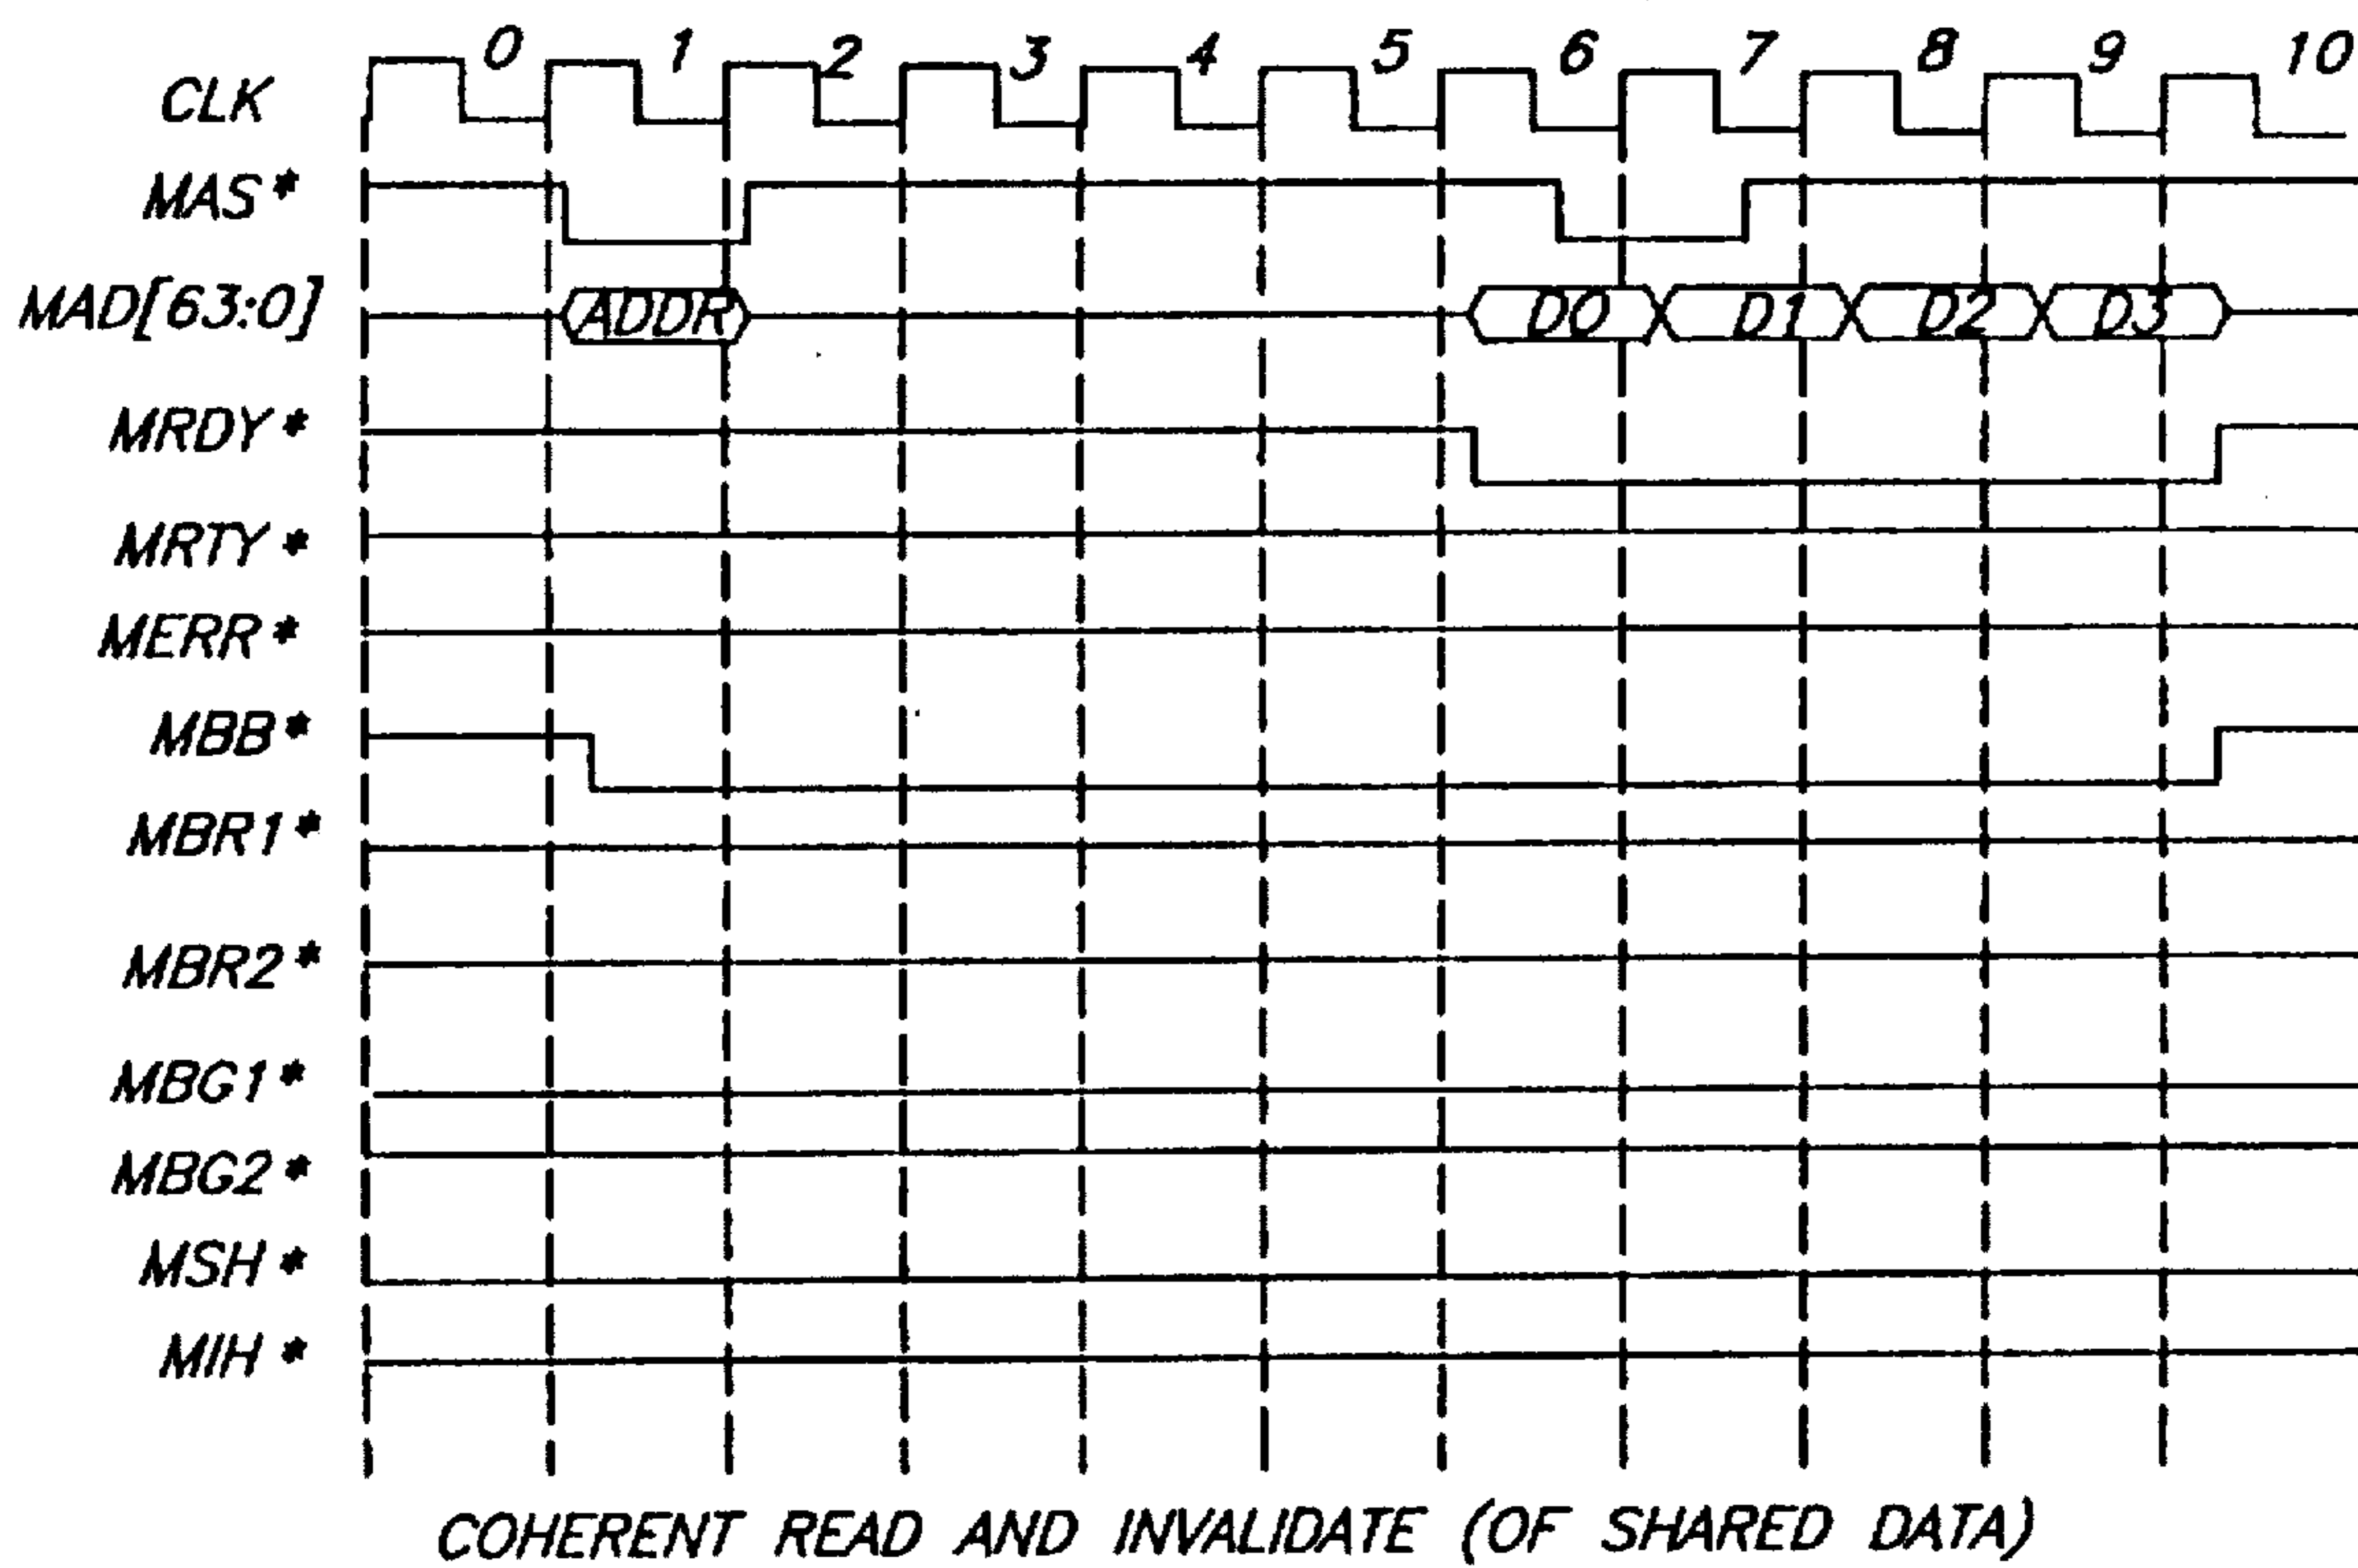 0 1 2 3 4 5 6 7 8 9 10
CLK
MAS*
MAD[63:0] ADDR D0 D1 D2 D3
MRDY*
MRTY*
MERR*
MBB*
MBR1*
MBR2*
MBG1*
MBG2*
MSH*
MIH*
COHERENT READ AND INVALIDATE (OF SHARED DATA)